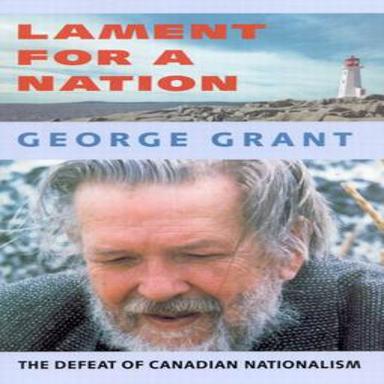 LAMENT
FOR A
NATION
GEORGE GRANT
THE DEFEAT OF CANADIAN NATIONALISM